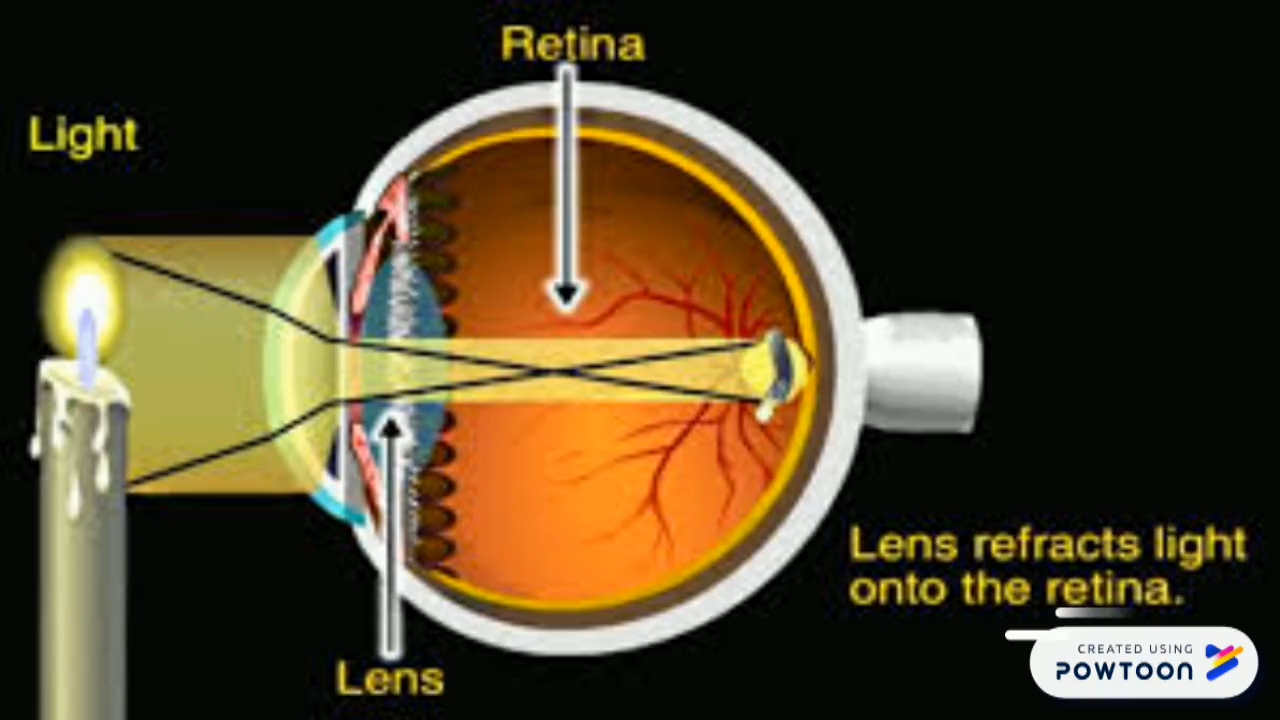 Retina
Light
Lens refracts light
onto the retina.
Lens
CREATED USING
POWTOON